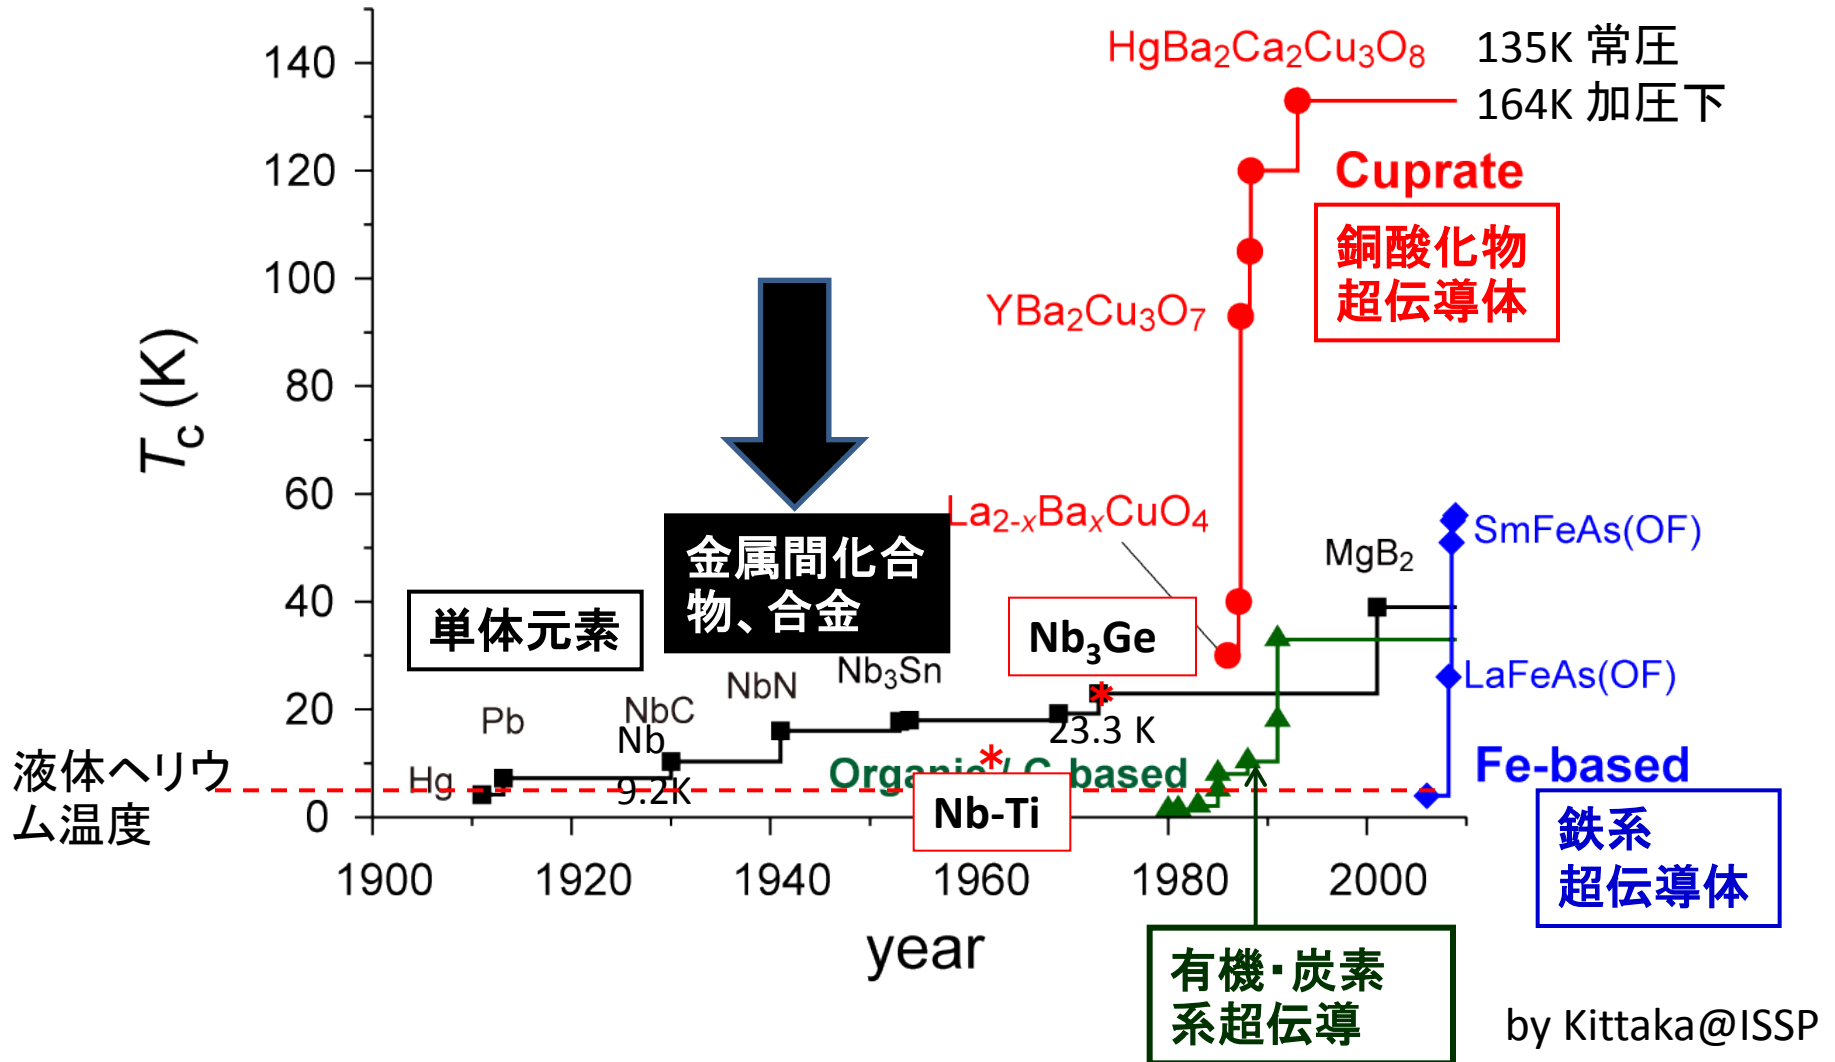 HgBa₂Ca₂Cu₃O₈
135K 常圧
164K 加圧下
140
120
100
80
60
40
20
0
T_c (K)
Cuprate
銅酸化物
超伝導体
YBa₂Cu₃O₇
La₂₋ₓBaₓCuO₄
金属間化合
物、合金
単体元素
MgB₂
SmFeAs(OF)
Nb₃Ge
Nb₃Sn
NbN
NbC
Pb
LaFeAs(OF)
Nb
23.3 K
液体ヘリウ
ム温度
Hg
9.2K
Organic / C-based
Nb-Ti
Fe-based
鉄系
超伝導体
1900
1920
1940
1960
1980
2000
year
有機・炭素
系超伝導
by Kittaka@ISSP